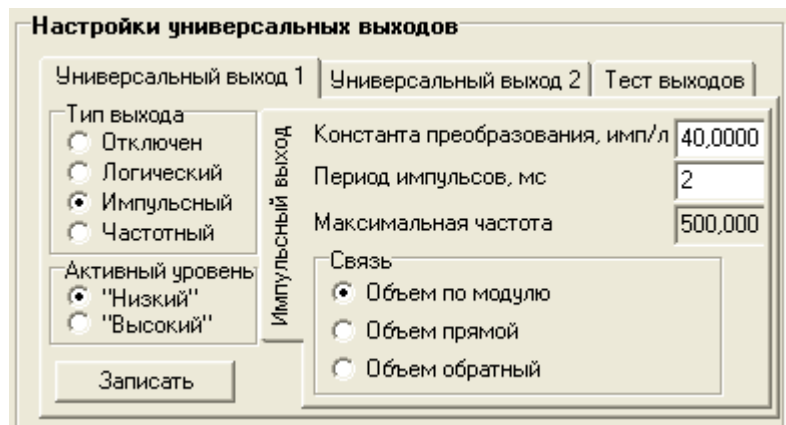 Настройки универсальных выходов
Универсальный выход 1
Универсальный выход 2
Тест выходов
Тип выхода
Отключен
Логический
Импульсный
Частотный
Активный уровень
"Низкий"
"Высокий"
Записать
Импульсный выход
Константа преобразования, имп/л 40,0000
Период импульсов, мс 2
Максимальная частота 500,000
Связь
Объем по модулю
Объем прямой
Объем обратный